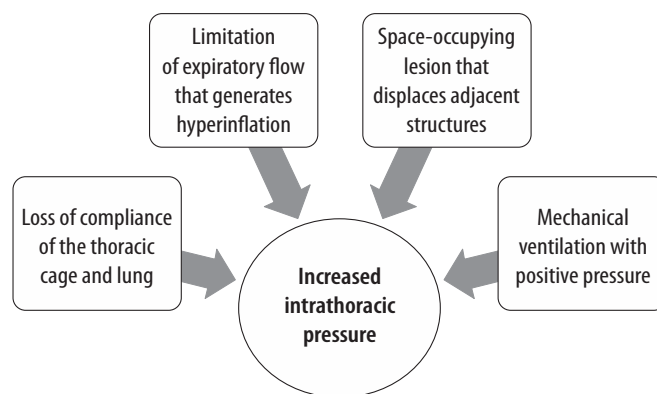 Limitation
of expiratory flow
that generates
hyperinflation
Space-occupying
lesion that
displaces adjacent
structures
Loss of compliance
of the thoracic
cage and lung
Increased
intrathoracic
pressure
Mechanical
ventilation with
positive pressure